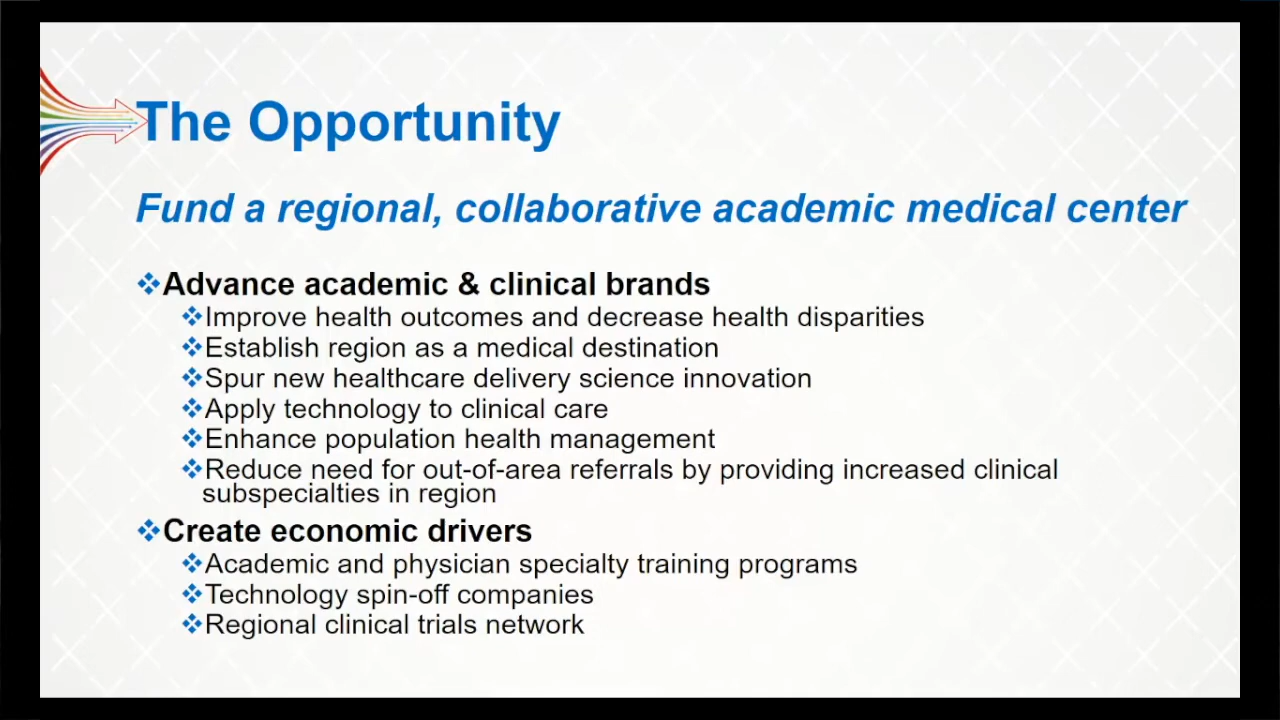 The Opportunity
Fund a regional, collaborative academic medical center
Advance academic & clinical brands
Improve health outcomes and decrease health disparities
Establish region as a medical destination
Spur new healthcare delivery science innovation
Apply technology to clinical care
Enhance population health management
Reduce need for out-of-area referrals by providing increased clinical
subspecialties in region
Create economic drivers
Academic and physician specialty training programs
Technology spin-off companies
Regional clinical trials network